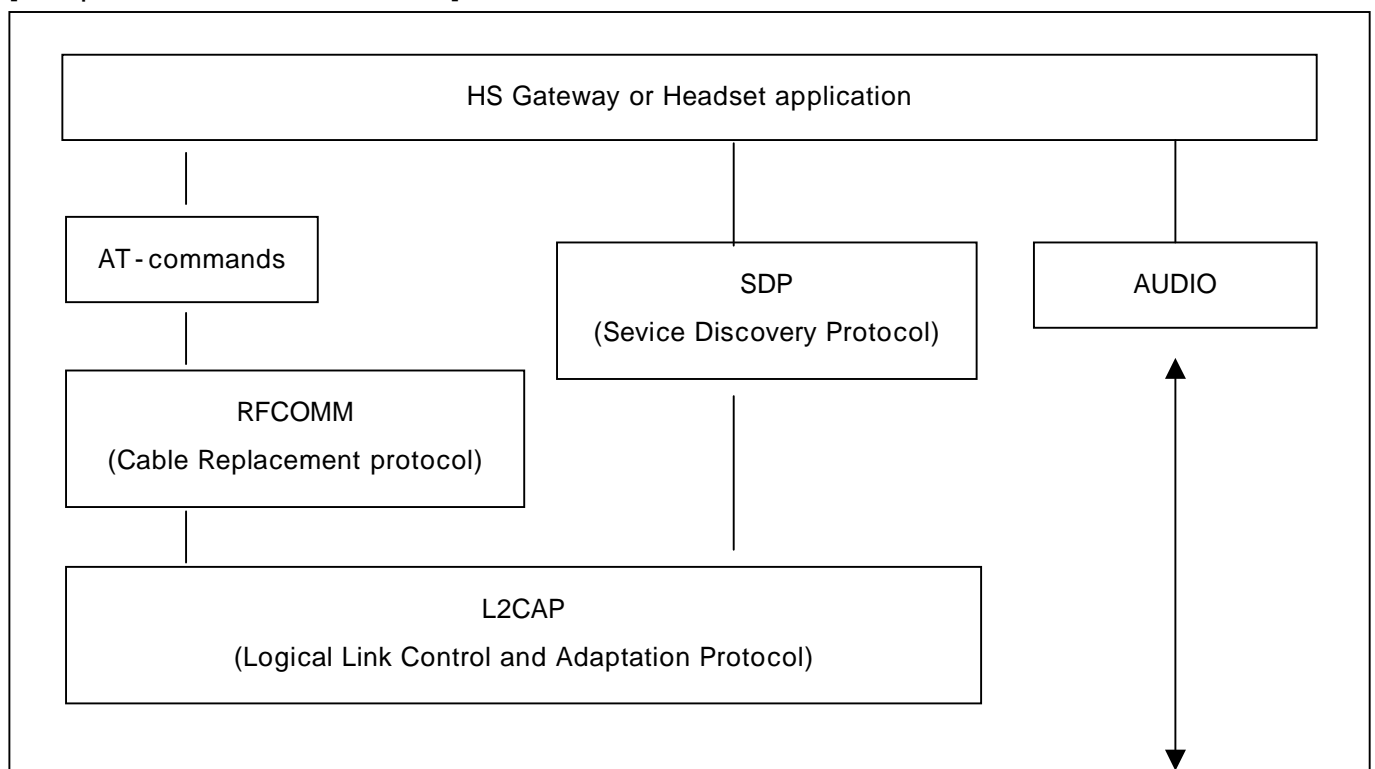 HS Gateway or Headset application
AT-commands
SDP
(Sevice Discovery Protocol)
AUDIO
RFCOMM
(Cable Replacement protocol)
L2CAP
(Logical Link Control and Adaptation Protocol)